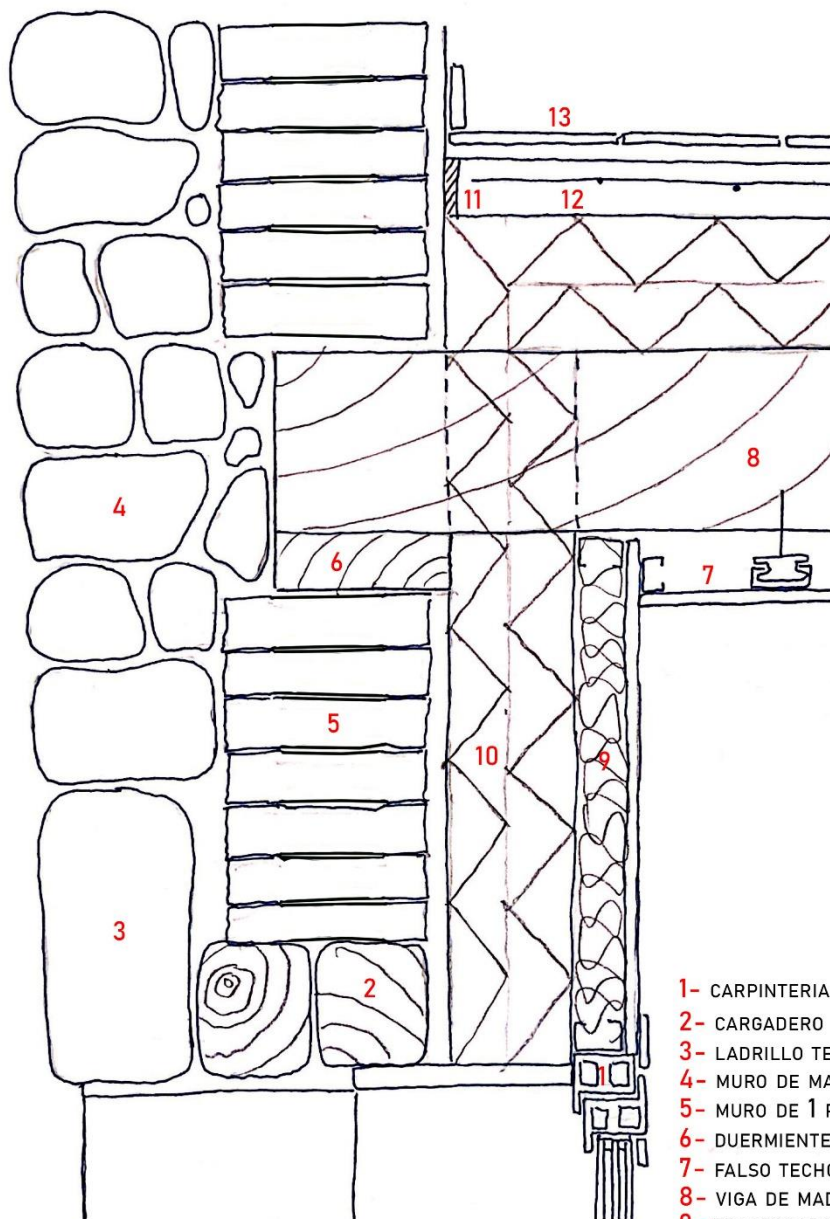 13
11
12
8
4
6
7
5
10
9
3
2
1
1- CARPINTERIA
2- CARGADERO
3- LADRILLO TE
4- MURO DE MA
5- MURO DE 1 
6- DUERMIENTE
7- FALSO TECHO
8- VIGA DE MAD